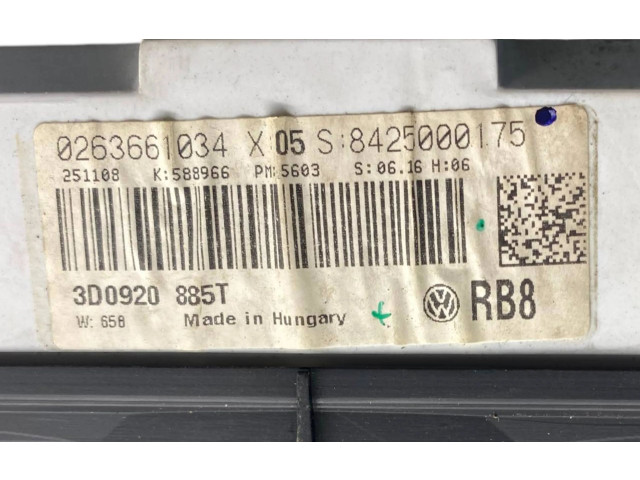 0263661034 X:05 S:8425000175
251108 K:588966 PM:5603 S:06.16 H:06
3D0920 885T
W: 658 Made in Hungary RB8